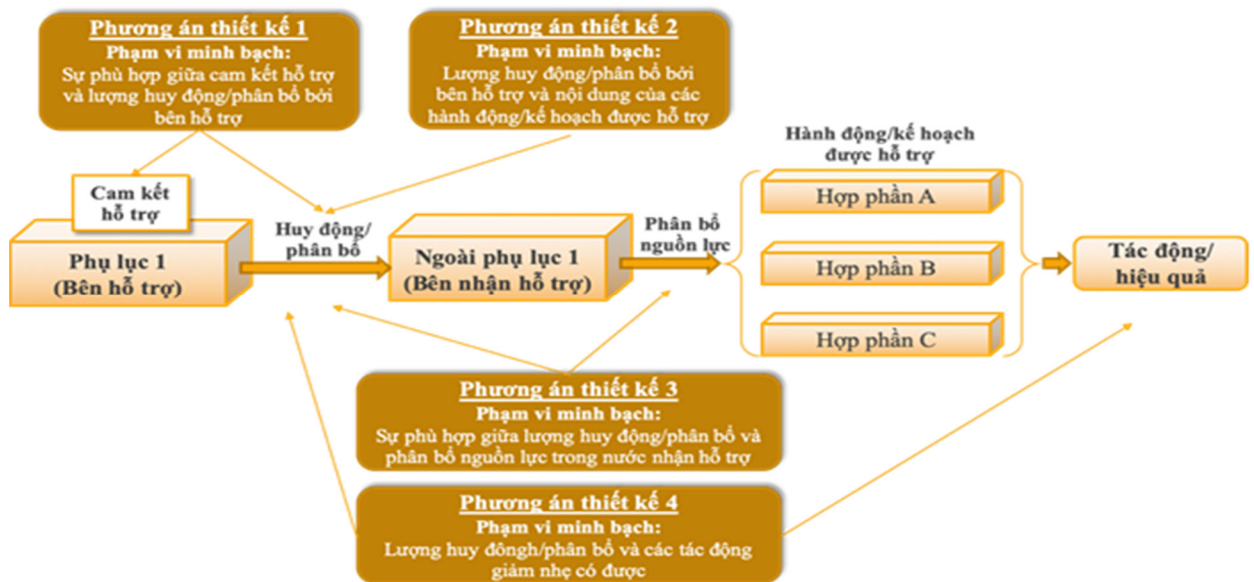 Phương án thiết kế 1
Phạm vi minh bạch:
Sự phù hợp giữa cam kết hỗ trợ
và lượng huy động/phân bổ bởi
bên hỗ trợ
Phương án thiết kế 2
Phạm vi minh bạch:
Lượng huy động/phân bổ bởi
bên hỗ trợ và nội dung của các
hành động/kế hoạch được hỗ trợ
Cam kết
hỗ trợ
Phụ lục 1
(Bên hỗ trợ)
Huy động/
phân bổ
Ngoài phụ lục 1
(Bên nhận hỗ trợ)
Phân bổ
nguồn lực
Hành động/kế hoạch
được hỗ trợ
Hợp phần A
Hợp phần B
Hợp phần C
Tác động/
hiệu quả
Phương án thiết kế 3
Phạm vi minh bạch:
Sự phù hợp giữa lượng huy động/phân bổ và
phân bổ nguồn lực trong nước nhận hỗ trợ
Phương án thiết kế 4
Phạm vi minh bạch:
Lượng huy đôngh/phân bổ và các tác động
giảm nhẹ có được